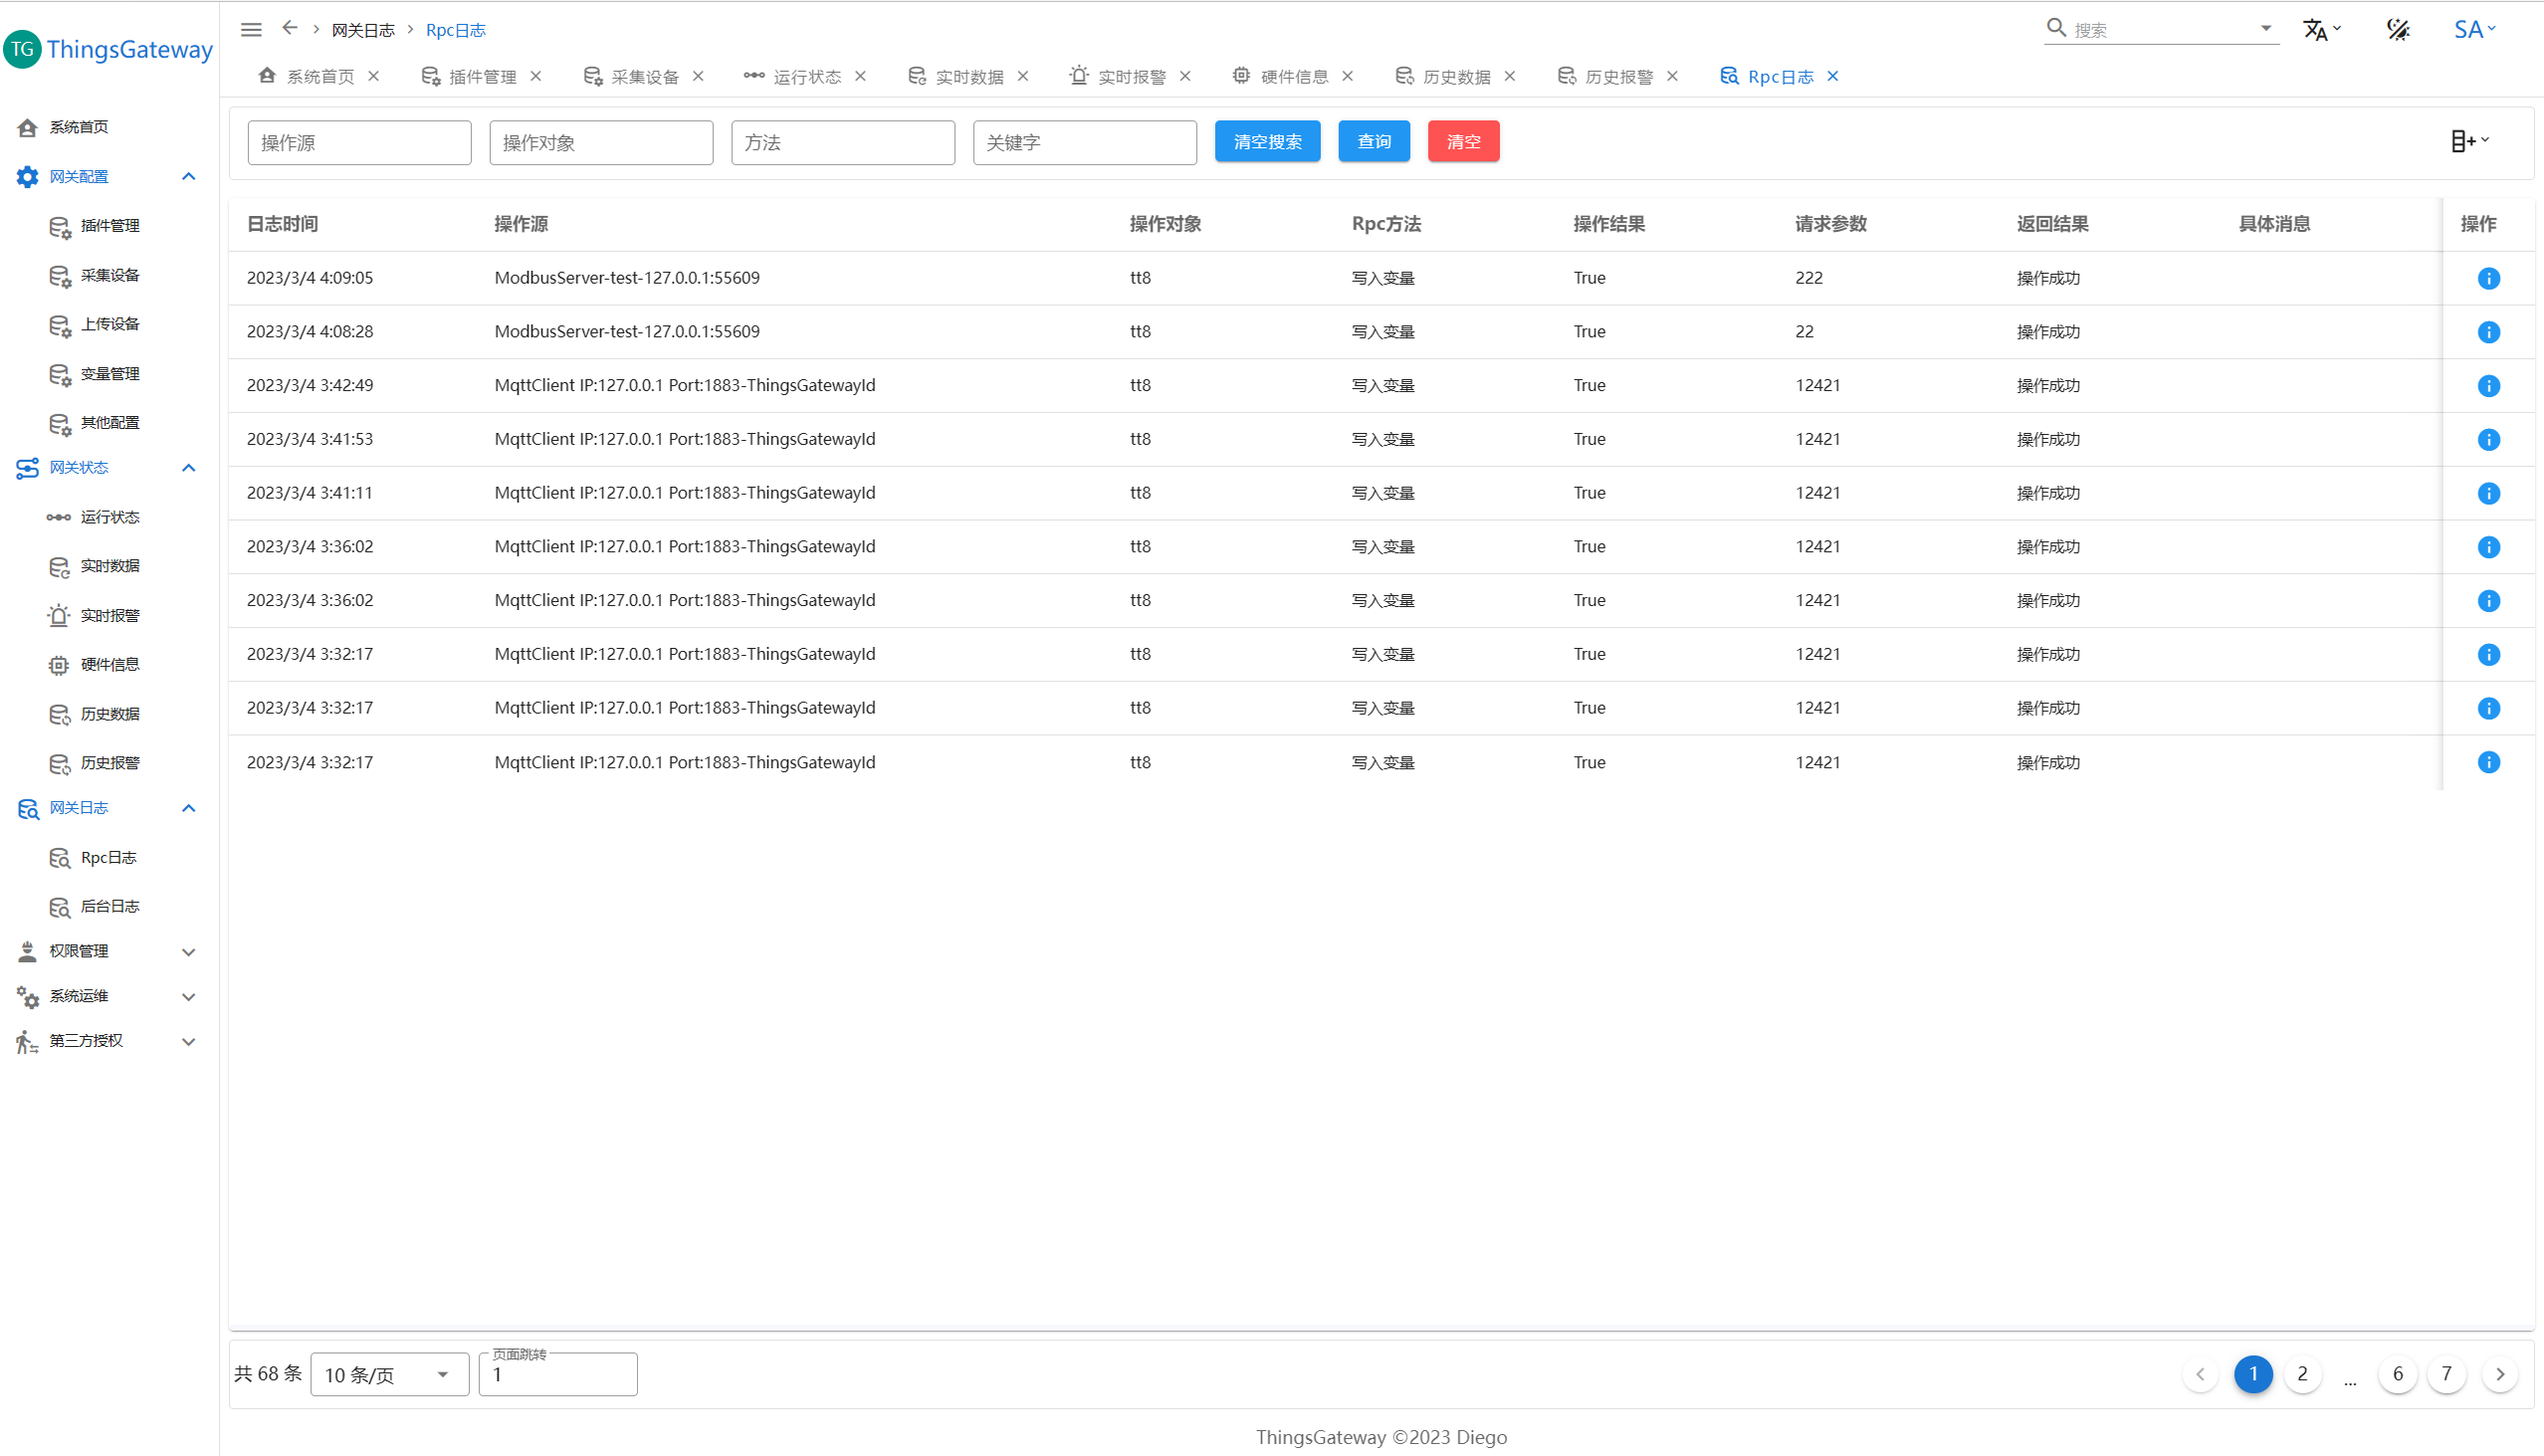 TG ThingsGateway
系统首页
网关配置
插件管理
采集设备
上传设备
变量管理
其他配置
网关状态
运行状态
实时数据
实时报警
硬件信息
历史数据
历史报警
网关日志
Rpc日志
后台日志
权限管理
系统运维
第三方授权
网关日志 Rpc日志 搜索 SA
系统首页 插件管理 采集设备 运行状态 实时数据 实时报警 硬件信息 历史数据 历史报警 Rpc日志
操作源 操作对象 方法 关键字 清空搜索 查询 清空
日志时间 操作源 操作对象 Rpc方法 操作结果 请求参数 返回结果 具体消息 操作
2023/3/4 4:09:05 ModbusServer-test-127.0.0.1:55609 tt8 写入变量 True 222 操作成功
2023/3/4 4:08:28 ModbusServer-test-127.0.0.1:55609 tt8 写入变量 True 22 操作成功
2023/3/4 3:42:49 MqttClient IP:127.0.0.1 Port:1883-ThingsGatewayId tt8 写入变量 True 12421 操作成功
2023/3/4 3:41:53 MqttClient IP:127.0.0.1 Port:1883-ThingsGatewayId tt8 写入变量 True 12421 操作成功
2023/3/4 3:41:11 MqttClient IP:127.0.0.1 Port:1883-ThingsGatewayId tt8 写入变量 True 12421 操作成功
2023/3/4 3:36:02 MqttClient IP:127.0.0.1 Port:1883-ThingsGatewayId tt8 写入变量 True 12421 操作成功
2023/3/4 3:36:02 MqttClient IP:127.0.0.1 Port:1883-ThingsGatewayId tt8 写入变量 True 12421 操作成功
2023/3/4 3:32:17 MqttClient IP:127.0.0.1 Port:1883-ThingsGatewayId tt8 写入变量 True 12421 操作成功
2023/3/4 3:32:17 MqttClient IP:127.0.0.1 Port:1883-ThingsGatewayId tt8 写入变量 True 12421 操作成功
2023/3/4 3:32:17 MqttClient IP:127.0.0.1 Port:1883-ThingsGatewayId tt8 写入变量 True 12421 操作成功
页面跳转
共 68 条 10 条/页 1 1 2 ... 6 7
ThingsGateway ©2023 Diego